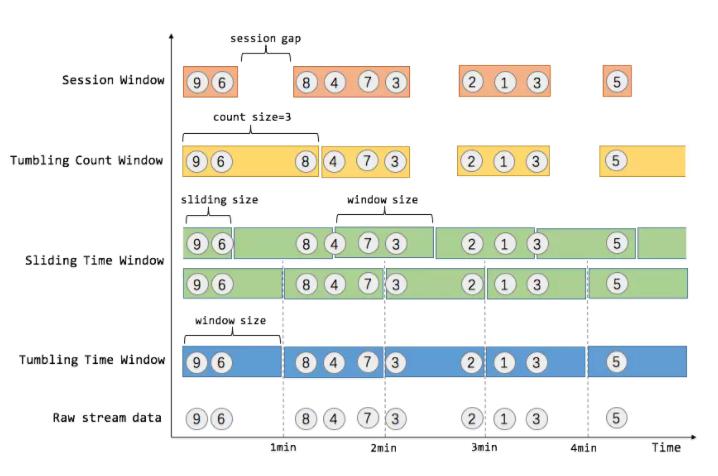 session gap
Session Window 9 6 8 4 7 3 2 1 3 5
count size=3
Tumbling Count Window 9 6 8 4 7 3 2 1 3 5
sliding size window size
9 6 8 4 7 3 2 1 3 5
Sliding Time Window
9 6 8 4 7 3 2 1 3 5
window size
Tumbling Time Window 9 6 8 4 7 3 2 1 3 5
Raw stream data 9 6 8 4 7 3 2 1 3 5
1min 2min 3min 4min Time